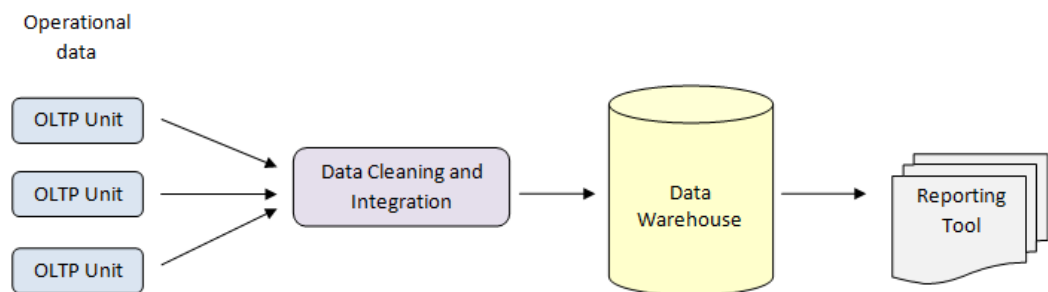 Operational
data
OLTP Unit
OLTP Unit
OLTP Unit
Data Cleaning and
Integration
Data
Warehouse
Reporting
Tool